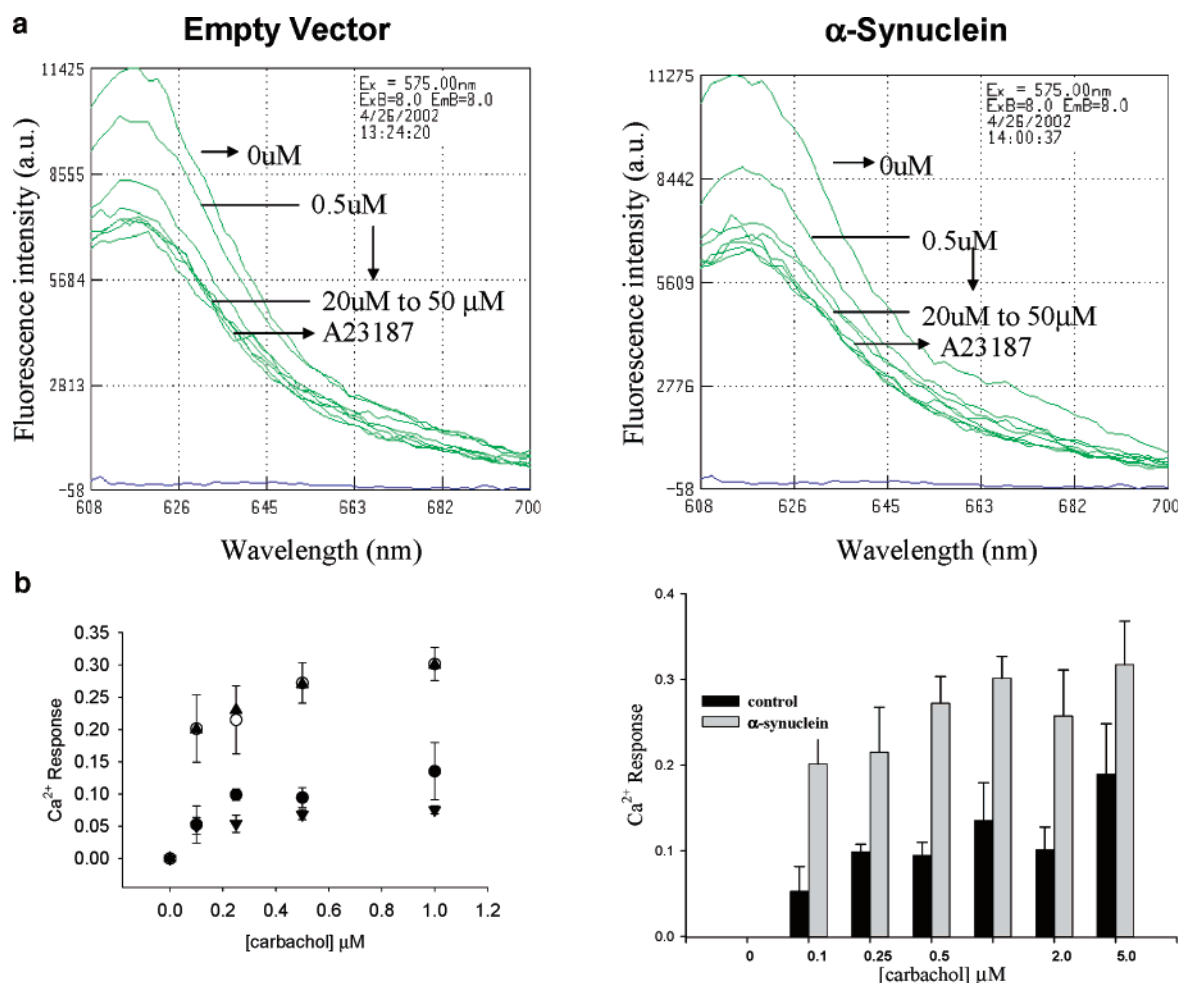 a
Empty Vector
α-Synuclein
11425
8555
5684
2813
-58
Fluorescence intensity (a.u.)
Ex = 575.00nm
ExB=8.0 EmB=8.0
4/26/2002
13:24:20
0uM
0.5uM
20uM to 50 μM
A23187
608 626 645 663 682 700
Wavelength (nm)
11275
8442
5609
2776
-58
Fluorescence intensity (a.u.)
Ex = 575.00nm
ExB=8.0 EmB=8.0
4/26/2002
14:00:37
0uM
0.5uM
20uM to 50μM
A23187
608 626 645 663 682 700
Wavelength (nm)
b
0.35
0.30
0.25
0.20
0.15
0.10
0.05
0.00
Ca²⁺ Response
0.0 0.2 0.4 0.6 0.8 1.0 1.2
[carbachol] μM
0.4
0.3
0.2
0.1
0.0
Ca²⁺ Response
control
α-synuclein
0 0.1 0.25 0.5 2.0 5.0
[carbachol] μM